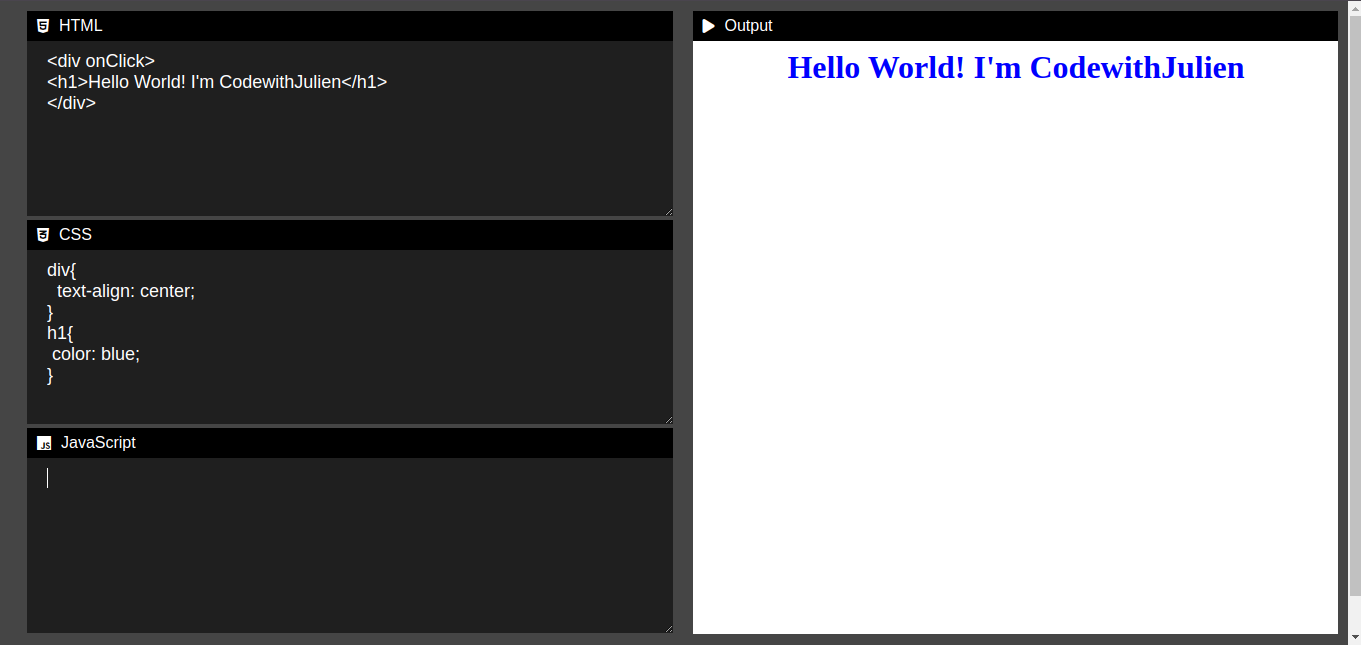 HTML
<div onClick>
<h1>Hello World! I'm CodewithJulien</h1>
</div>
CSS
div{
  text-align: center;
}
h1{
 color: blue;
}
JS JavaScript
Output
Hello World! I'm CodewithJulien